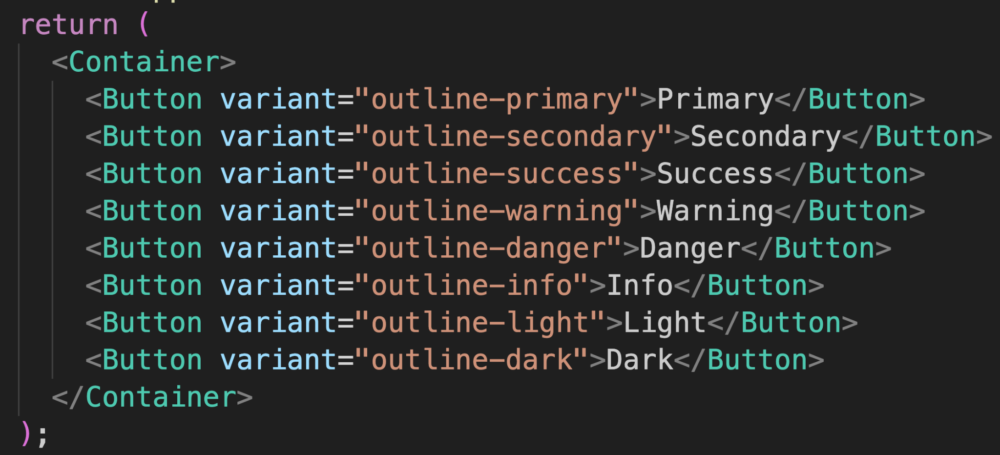 return (
<Container>
<Button variant="outline-primary">Primary</Button>
<Button variant="outline-secondary">Secondary</Button>
<Button variant="outline-success">Success</Button>
<Button variant="outline-warning">Warning</Button>
<Button variant="outline-danger">Danger</Button>
<Button variant="outline-info">Info</Button>
<Button variant="outline-light">Light</Button>
<Button variant="outline-dark">Dark</Button>
</Container>
);